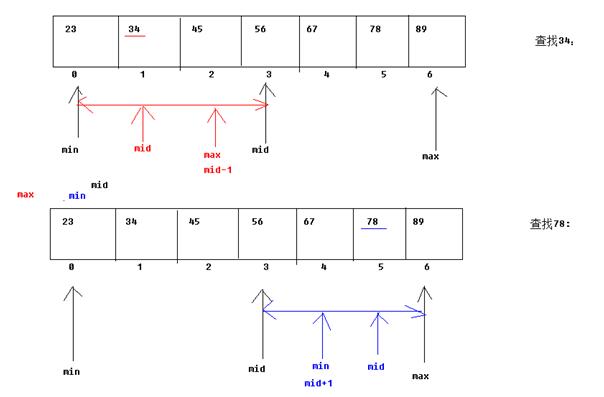 23 34 45 56 67 78 89
查找34:
0 1 2 3 4 5 6
min mid max mid max
mid-1
mid
max min
23 34 45 56 67 78 89
查找78:
0 1 2 3 4 5 6
min mid min mid max
mid+1